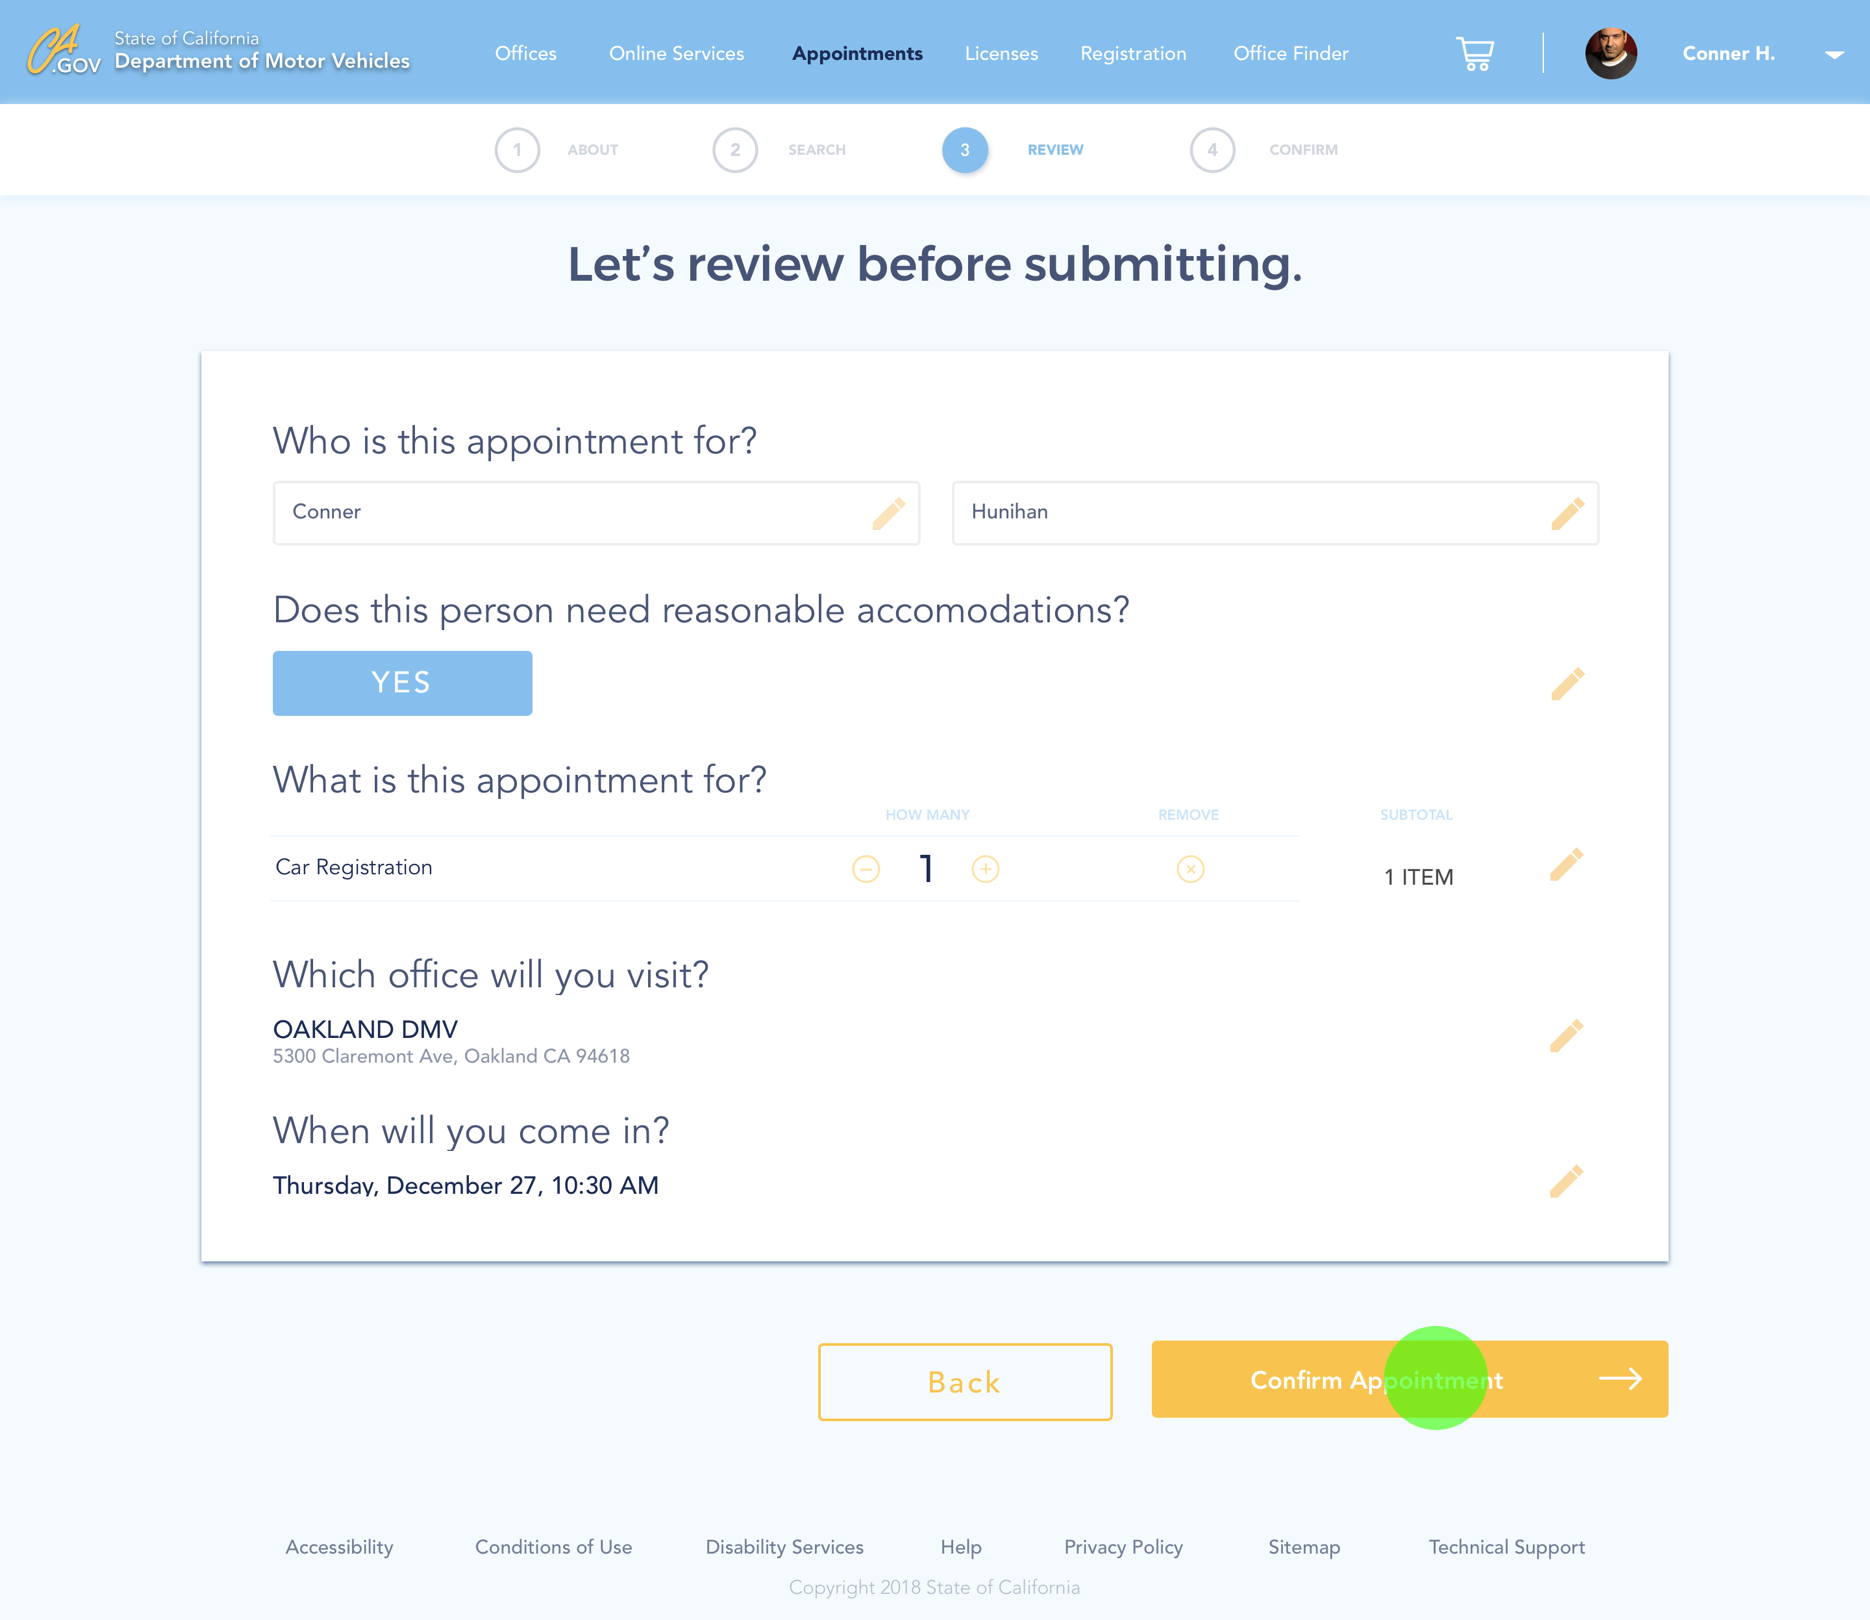 CA
.GOV
State of California
Department of Motor Vehicles
Offices
Online Services
Appointments
Licenses
Registration
Office Finder
Conner H.
1 ABOUT
2 SEARCH
3 REVIEW
4 CONFIRM
Let's review before submitting.
Who is this appointment for?
Conner
Hunihan
Does this person need reasonable accomodations?
YES
What is this appointment for?
HOW MANY
REMOVE
SUBTOTAL
Car Registration
1
1 ITEM
Which office will you visit?
OAKLAND DMV
5300 Claremont Ave, Oakland CA 94618
When will you come in?
Thursday, December 27, 10:30 AM
Back
Confirm Appointment
Accessibility
Conditions of Use
Disability Services
Help
Privacy Policy
Sitemap
Technical Support
Copyright 2018 State of California